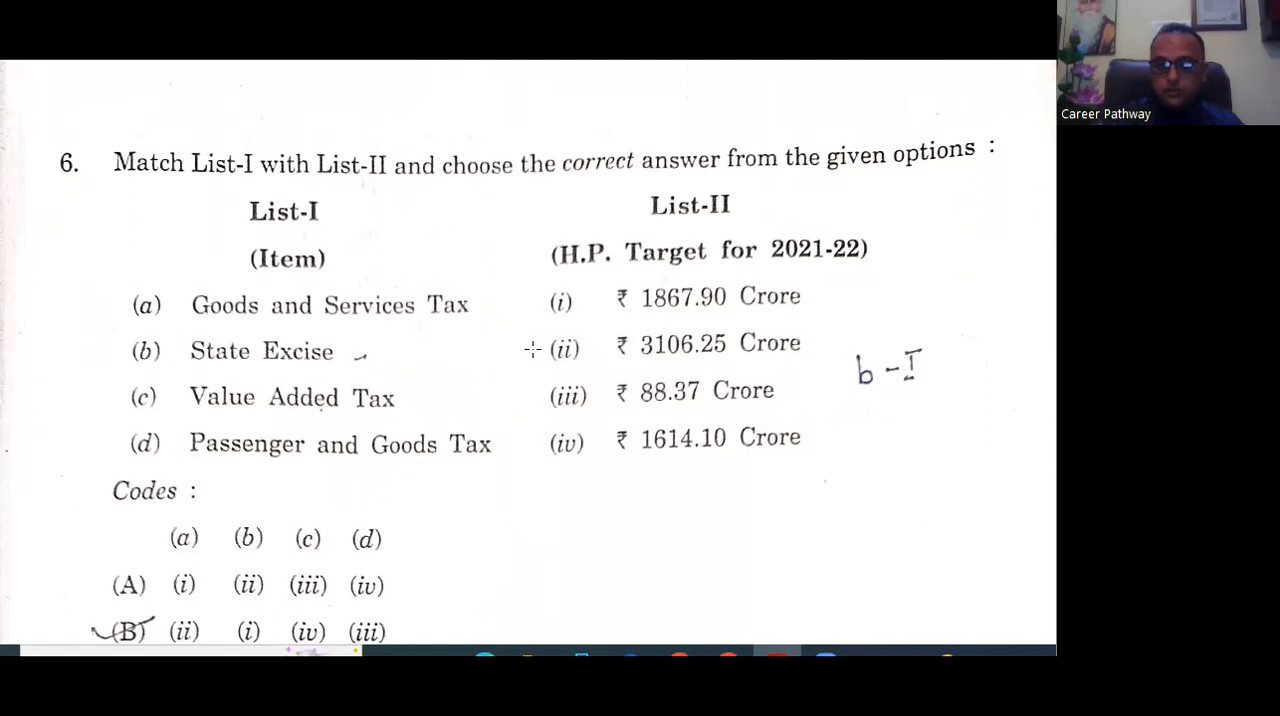 Career Pathway
6. Match List-I with List-II and choose the correct answer from the given options :
List-I List-II
(Item) (H.P. Target for 2021-22)
(a) Goods and Services Tax (i) ₹ 1867.90 Crore
(b) State Excise (ii) ₹ 3106.25 Crore
b - I
(c) Value Added Tax (iii) ₹ 88.37 Crore
(d) Passenger and Goods Tax (iv) ₹ 1614.10 Crore
Codes :
(a) (b) (c) (d)
(A) (i) (ii) (iii) (iv)
(B) (ii) (i) (iv) (iii)